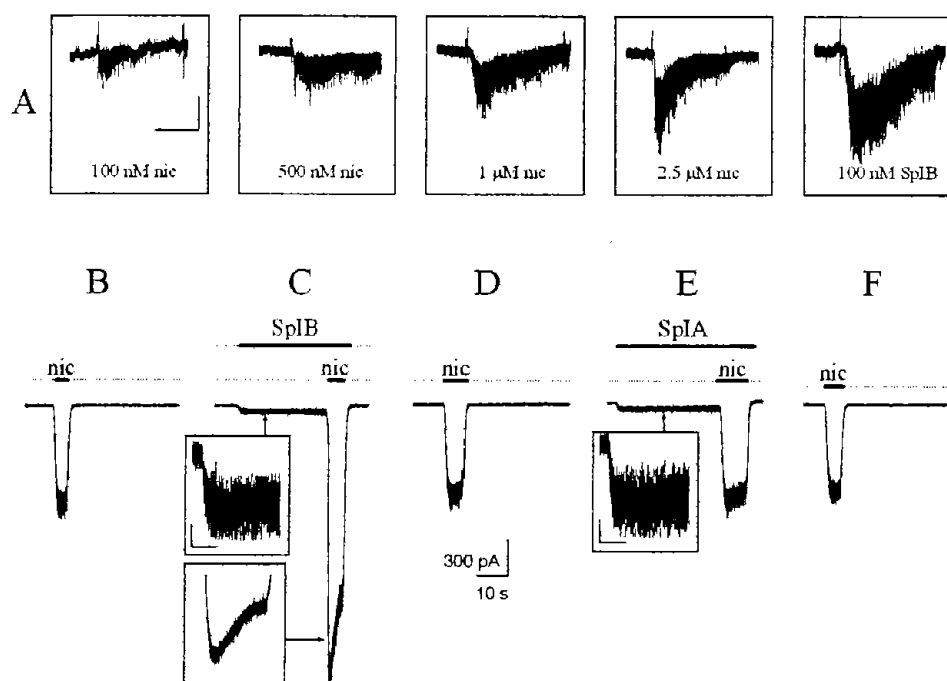 A
100 nM nic
500 nM nic
1 μM nic
2.5 μM nic
100 nM SpIB
B C D E F
SpIB SpIA
nic nic nic nic nic
300 pA
10 s